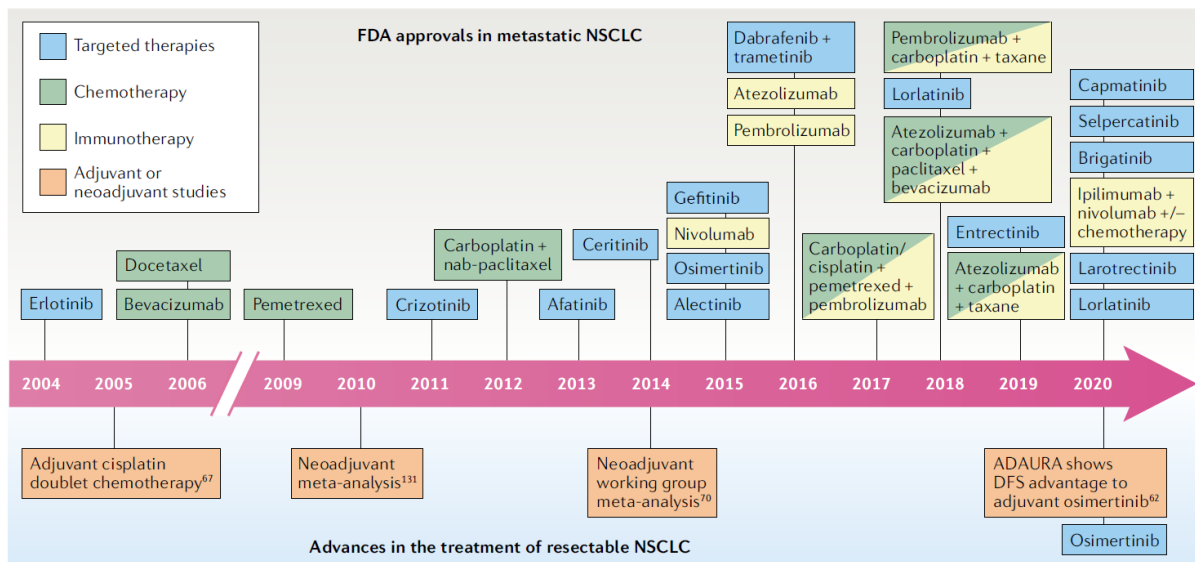 FDA approvals in metastatic NSCLC
Targeted therapies
Chemotherapy
Immunotherapy
Adjuvant or
neoadjuvant studies
Erlotinib
Docetaxel
Bevacizumab
Pemetrexed
Crizotinib
Carboplatin +
nab-paclitaxel
Afatinib
Ceritinib
Gefitinib
Nivolumab
Osimertinib
Alectinib
Dabrafenib +
trametinib
Atezolizumab
Pembrolizumab
Carboplatin/
cisplatin +
pemetrexed +
pembrolizumab
Pembrolizumab +
carboplatin + taxane
Lorlatinib
Atezolizumab +
carboplatin +
paclitaxel +
bevacizumab
Entrectinib
Atezolizumab
+ carboplatin
+ taxane
Capmatinib
Selpercatinib
Brigatinib
Ipilimumab +
nivolumab +/–
chemotherapy
Larotrectinib
Lorlatinib
2004 2005 2006 2009 2010 2011 2012 2013 2014 2015 2016 2017 2018 2019 2020
Adjuvant cisplatin
doublet chemotherapy⁶⁷
Neoadjuvant
meta-analysis¹³¹
Neoadjuvant
working group
meta-analysis⁷⁰
ADAURA shows
DFS advantage to
adjuvant osimertinib⁶²
Osimertinib
Advances in the treatment of resectable NSCLC